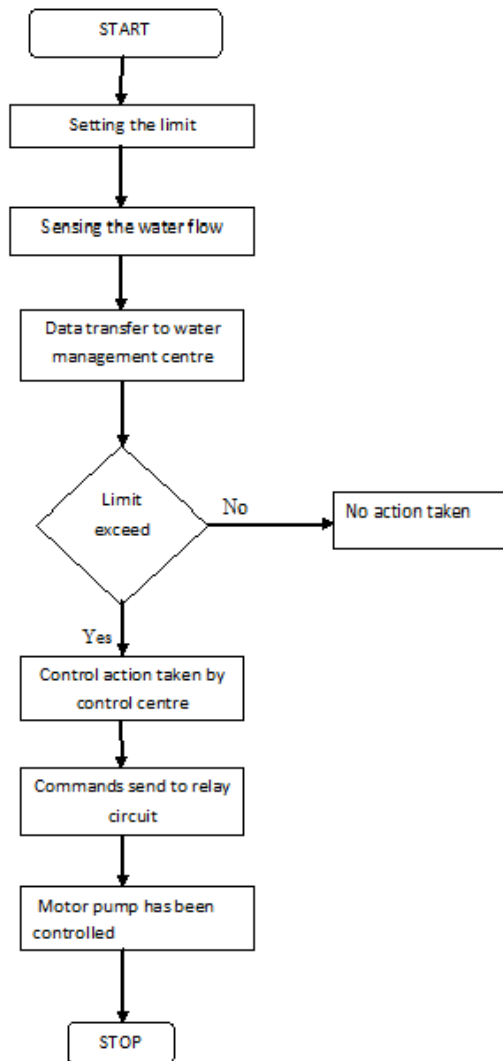 START
Setting the limit
Sensing the water flow
Data transfer to water
management centre
Limit
exceed
No
No action taken
Yes
Control action taken by
control centre
Commands send to relay
circuit
Motor pump has been
controlled
STOP